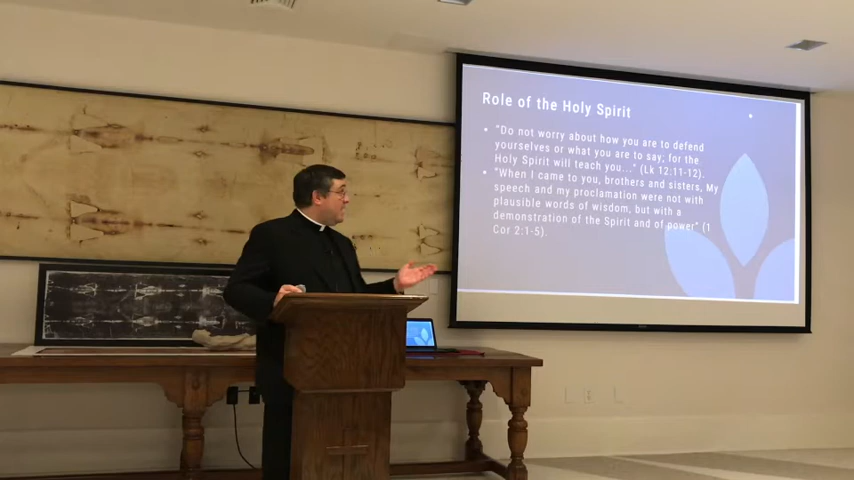 Role of the Holy Spirit
• "Do not worry about how you are to defend
yourselves or what you are to say; for the
Holy Spirit will teach you..." (Lk 12:11-12).
• "When I came to you, brothers and sisters, My
speech and my proclamation were not with
plausible words of wisdom, but with a
demonstration of the Spirit and of power" (1
Cor 2:1-5).